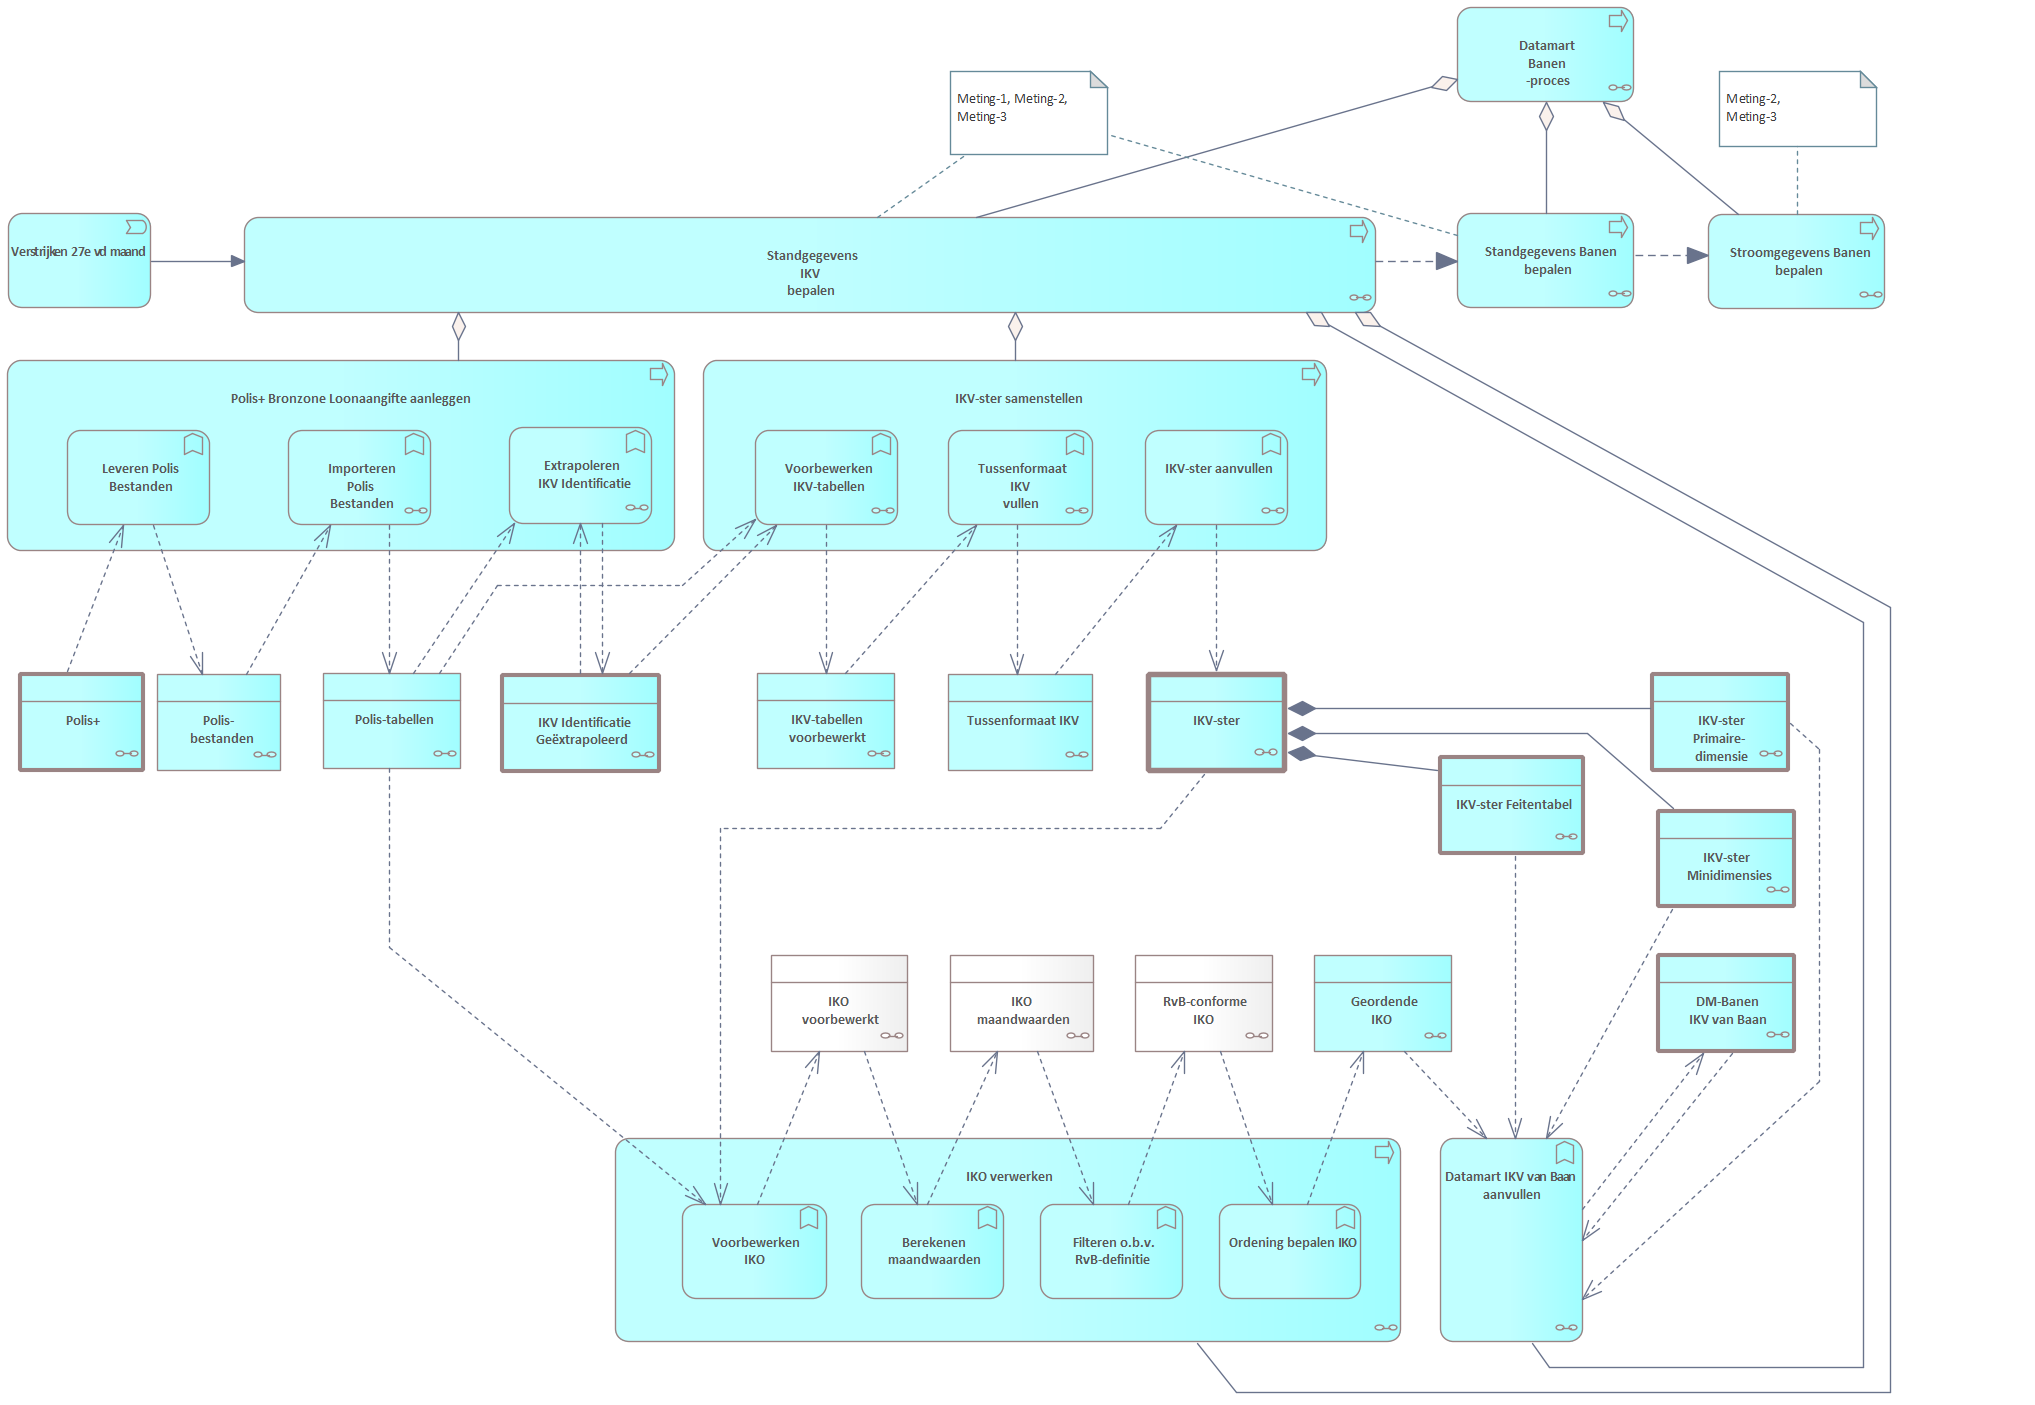 Datamart
Banen
-proces
Meting-1, Meting-2,
Meting-3
Meting-2,
Meting-3
Verstrijken 27e vd maand
Standgegevens
IKV
bepalen
Standgegevens Banen
bepalen
Stroomgegevens Banen
bepalen
Polis+ Bronzone Loonaangifte aanleggen
Leveren Polis
Bestanden
Importeren
Polis
Bestanden
Extrapoleren
IKV Identificatie
IKV-ster samenstellen
Voorbewerken
IKV-tabellen
Tussenformaat
IKV
vullen
IKV-ster aanvullen
Polis+
Polis-
bestanden
Polis-tabellen
IKV Identificatie
Geëxtrapoleerd
IKV-tabellen
voorbewerkt
Tussenformaat IKV
IKV-ster
IKV-ster
Primaire-
dimensie
IKV-ster Feitentabel
IKV-ster
Minidimensies
IKO
voorbewerkt
IKO
maandwaarden
RvB-conforme
IKO
Geordende
IKO
DM-Banen
IKV van Baan
IKO verwerken
Voorbewerken
IKO
Berekenen
maandwaarden
Filteren o.b.v.
RvB-definitie
Ordening bepalen IKO
Datamart IKV van Baan
aanvullen